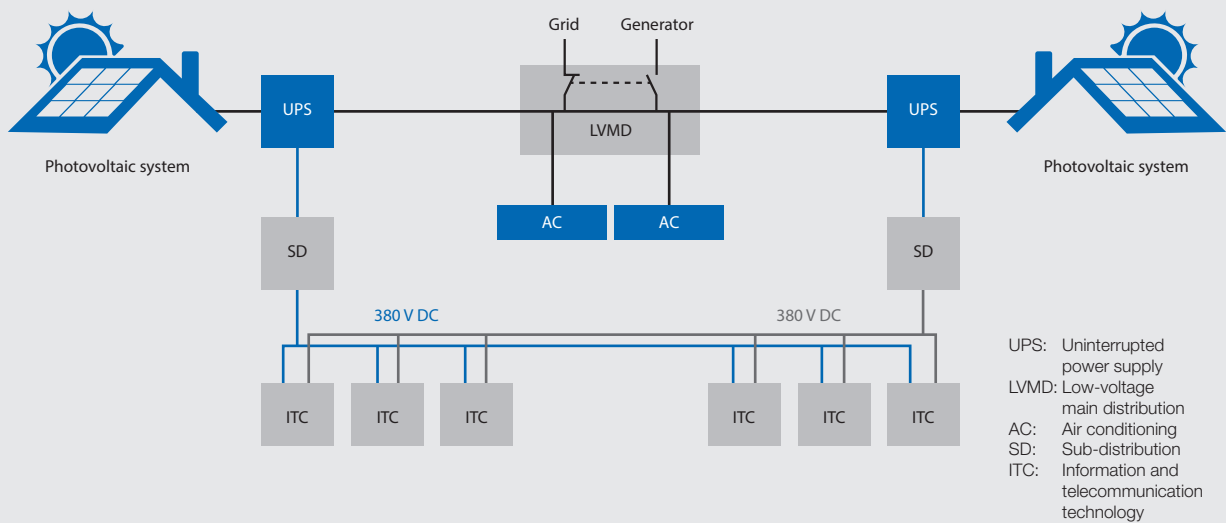 Grid Generator
UPS UPS
LVMD
Photovoltaic system Photovoltaic system
AC AC
SD SD
380 V DC 380 V DC
ITC ITC ITC ITC ITC ITC
UPS: Uninterrupted
power supply
LVMD: Low-voltage
main distribution
AC: Air conditioning
SD: Sub-distribution
ITC: Information and
telecommunication
technology